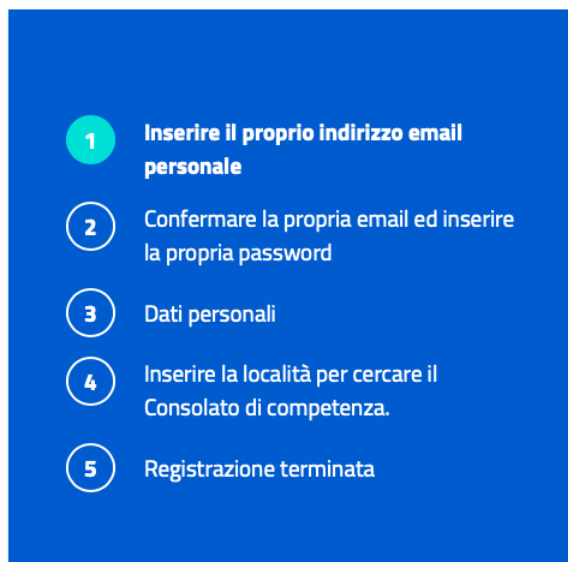 1
Inserire il proprio indirizzo email
personale
2
Confermare la propria email ed inserire
la propria password
3
Dati personali
4
Inserire la località per cercare il
Consolato di competenza.
5
Registrazione terminata